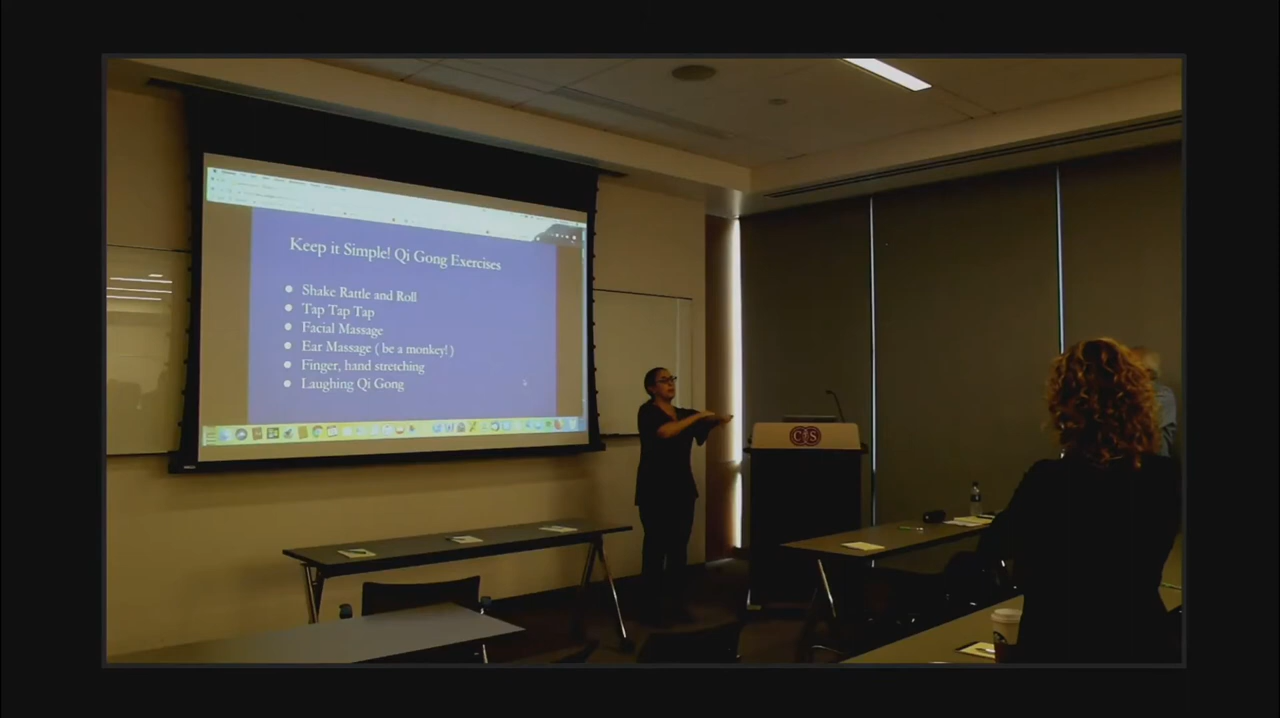 Keep it Simple! Qi Gong Exercises
Shake Rattle and Roll
Tap Tap Tap
Facial Massage
Ear Massage ( be a monkey! )
Finger, hand stretching
Laughing Qi Gong